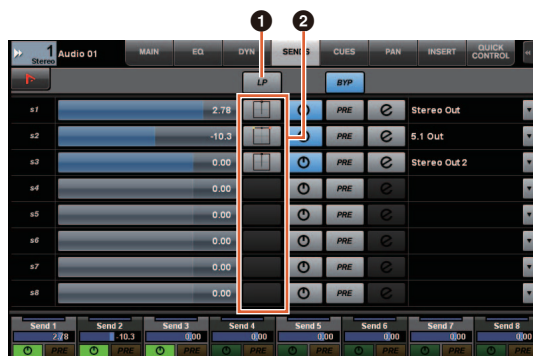 1 2
1 Stereo Audio 01 MAIN EQ DYN SENDS CUES PAN INSERT QUICK CONTROL
LP BYP
s1 2.78 PRE e Stereo Out
s2 -10.3 PRE e 5.1 Out
s3 0.00 PRE e Stereo Out 2
s4 0.00 PRE e
s5 0.00 PRE e
s6 0.00 PRE e
s7 0.00 PRE e
s8 0.00 PRE e
Send 1 Send 2 Send 3 Send 4 Send 5 Send 6 Send 7 Send 8
2.78 -10.3 0.00 0.00 0.00 0.00 0.00 0.00
PRE PRE PRE PRE PRE PRE PRE PRE